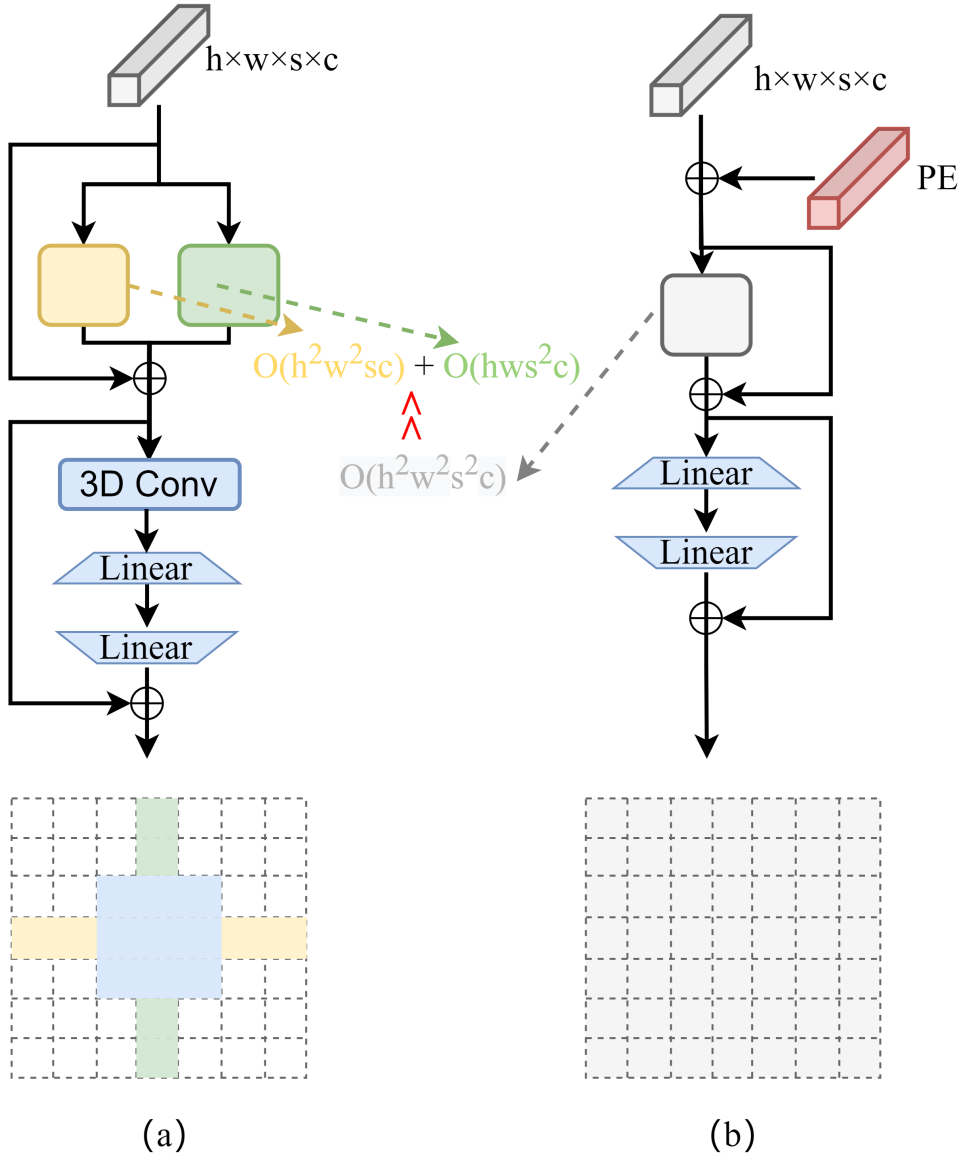 h×w×s×c
h×w×s×c
PE
O(h²w²sc) + O(hws²c)
O(h²w²s²c)
3D Conv
Linear
Linear
Linear
Linear
(a)
(b)